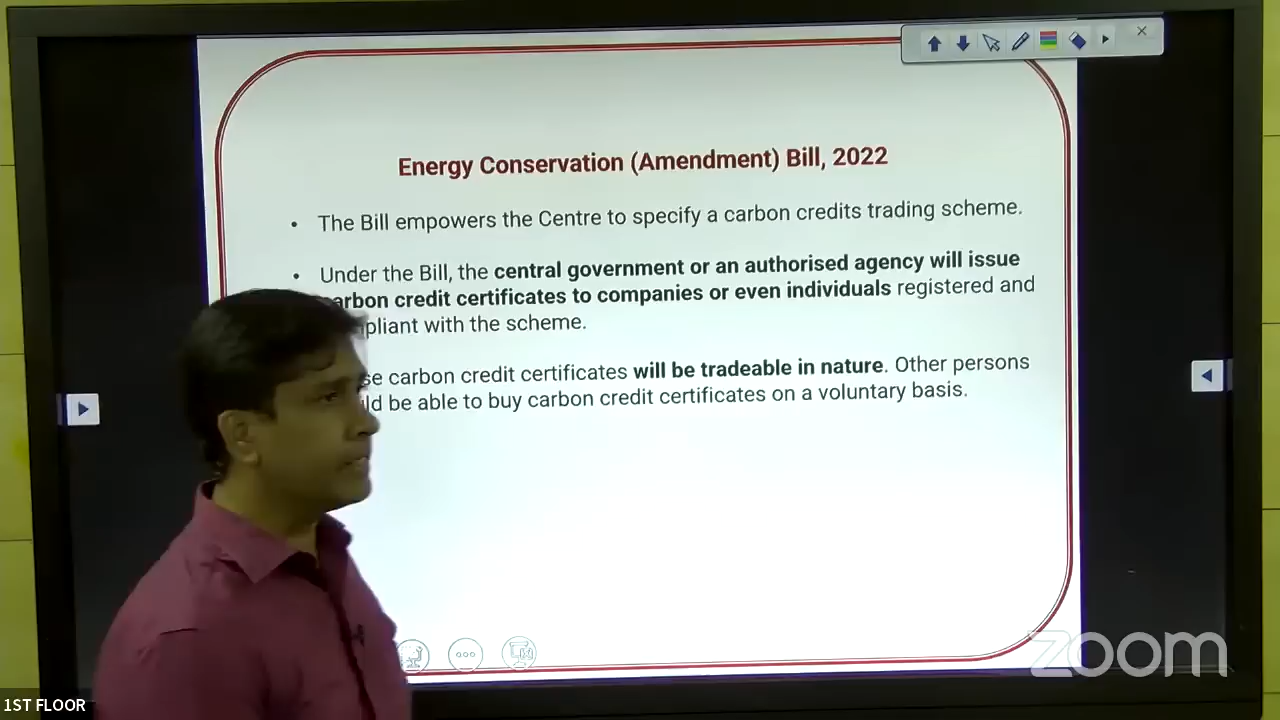 Energy Conservation (Amendment) Bill, 2022
• The Bill empowers the Centre to specify a carbon credits trading scheme.
• Under the Bill, the central government or an authorised agency will issue
carbon credit certificates to companies or even individuals registered and
with the scheme.
carbon credit certificates will be tradeable in nature. Other persons
be able to buy carbon credit certificates on a voluntary basis.
zoom
1ST FLOOR